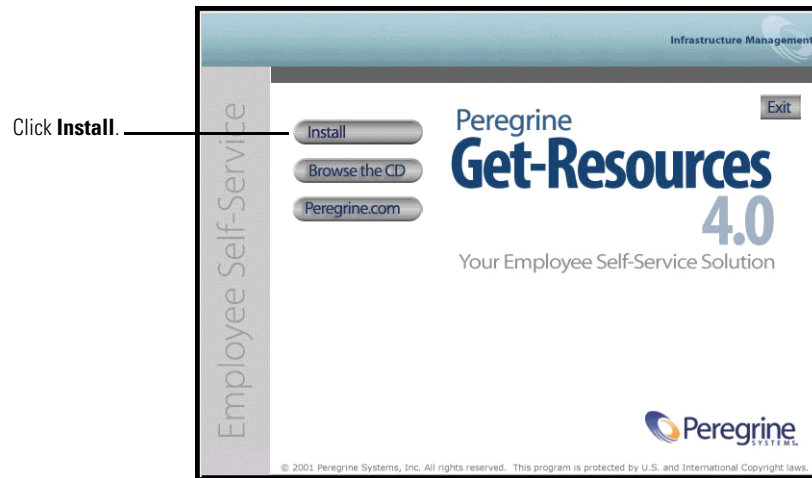 Infrastructure Management
Click Install.
Employee Self-Service
Install
Browse the CD
Peregrine.com
Exit
Peregrine
Get-Resources
4.0
Your Employee Self-Service Solution
Peregrine
SYSTEMS
© 2001 Peregrine Systems, Inc. All rights reserved. This program is protected by U.S. and International Copyright laws.